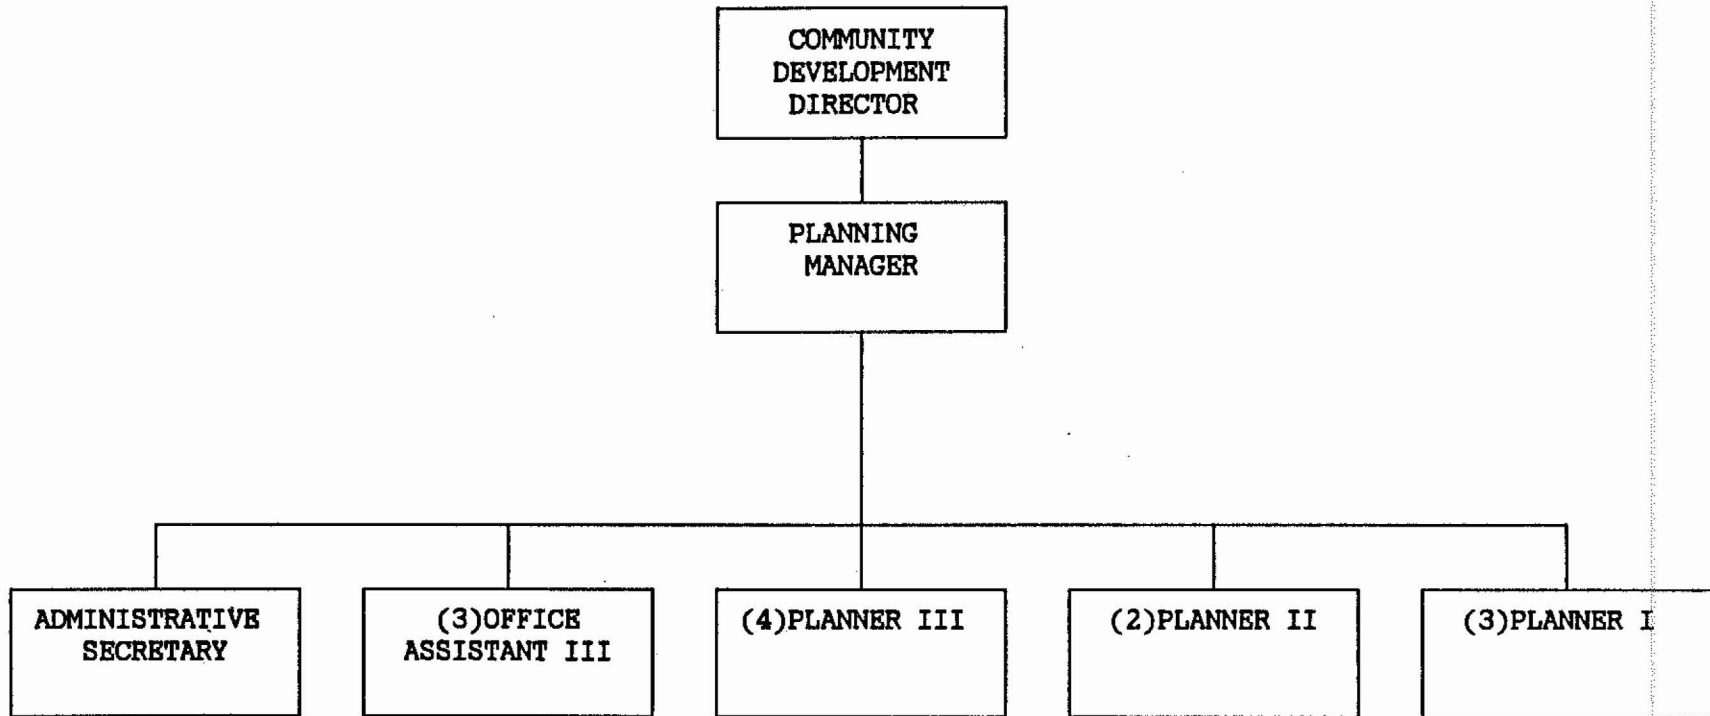 COMMUNITY
DEVELOPMENT
DIRECTOR
PLANNING
MANAGER
ADMINISTRATIVE
SECRETARY
(3)OFFICE
ASSISTANT III
(4)PLANNER III
(2)PLANNER II
(3)PLANNER I